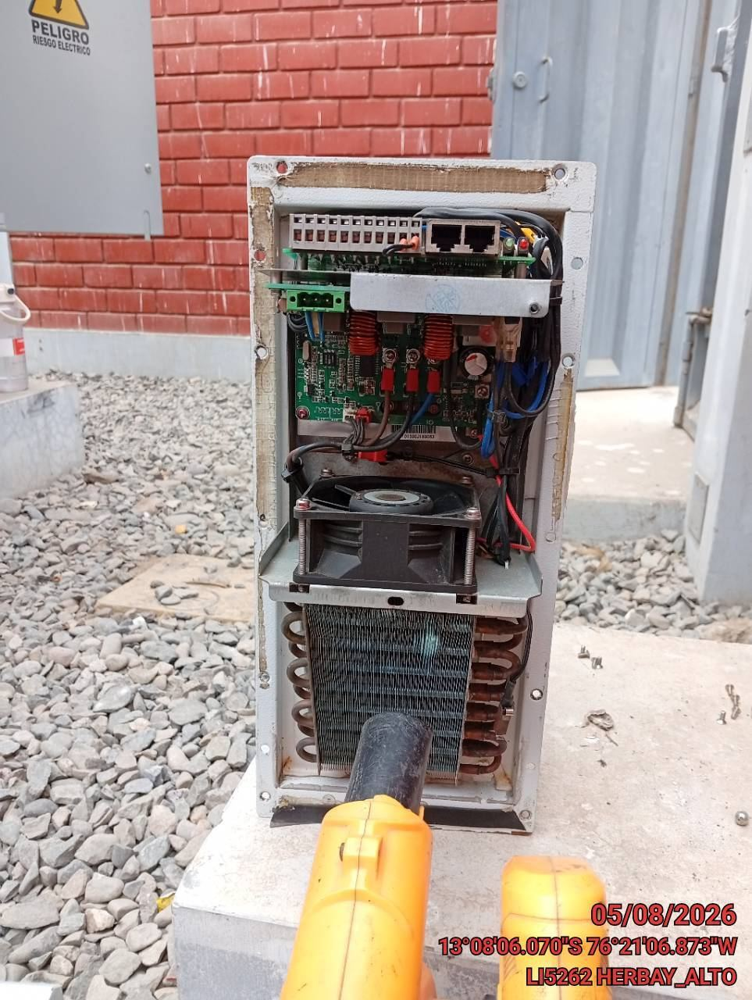 PELIGRO
RIESGO ELECTRICO
05/08/2026
13°08'06.070"S 76°21'06.873"W
LI5262 HERBAY_ALTO